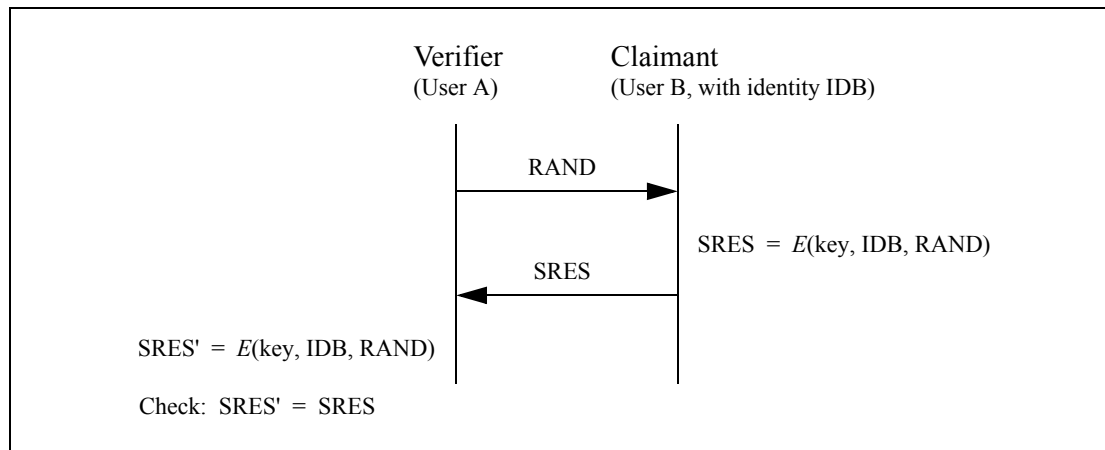 Verifier
(User A)
Claimant
(User B, with identity IDB)
RAND
SRES = E(key, IDB, RAND)
SRES
SRES' = E(key, IDB, RAND)
Check: SRES' = SRES